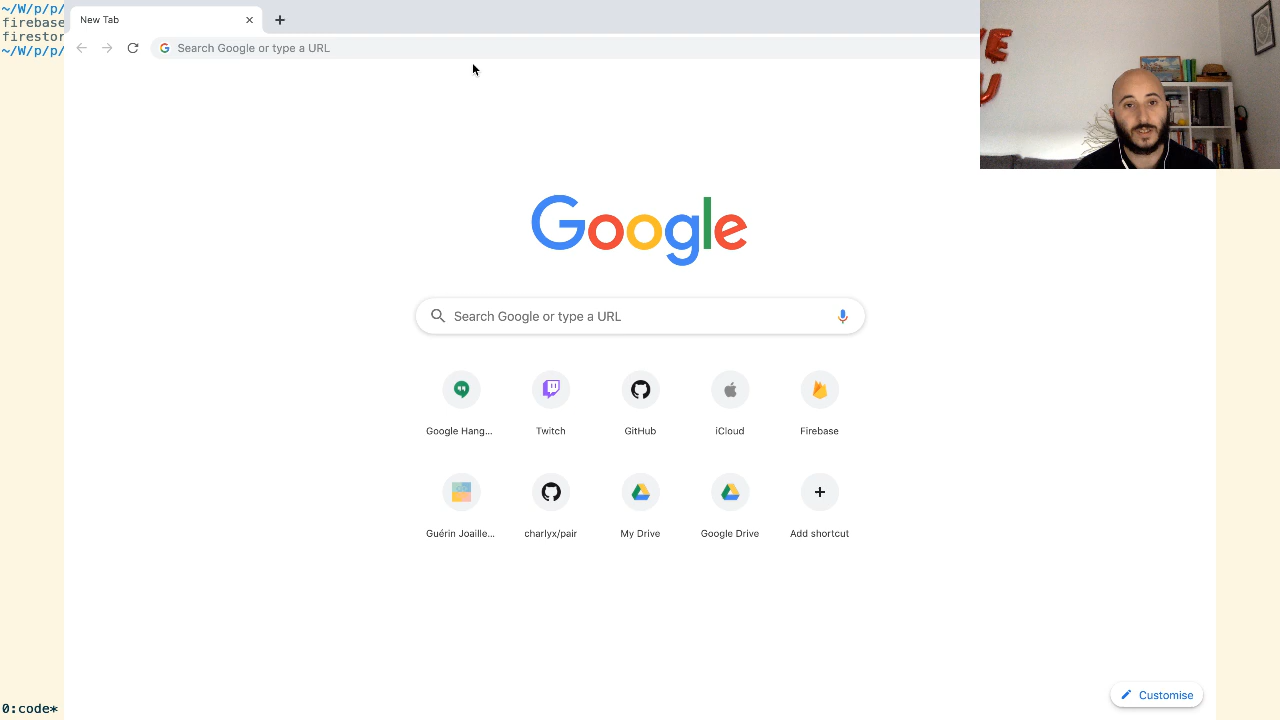 ~/W/p/p/
firebase
firestor
~/W/p/p/
New Tab
Search Google or type a URL
Google
Search Google or type a URL
Google Hang...
Twitch
GitHub
iCloud
Firebase
Guérin Joaille...
charlyx/pair
My Drive
Google Drive
Add shortcut
Customise
0:code*